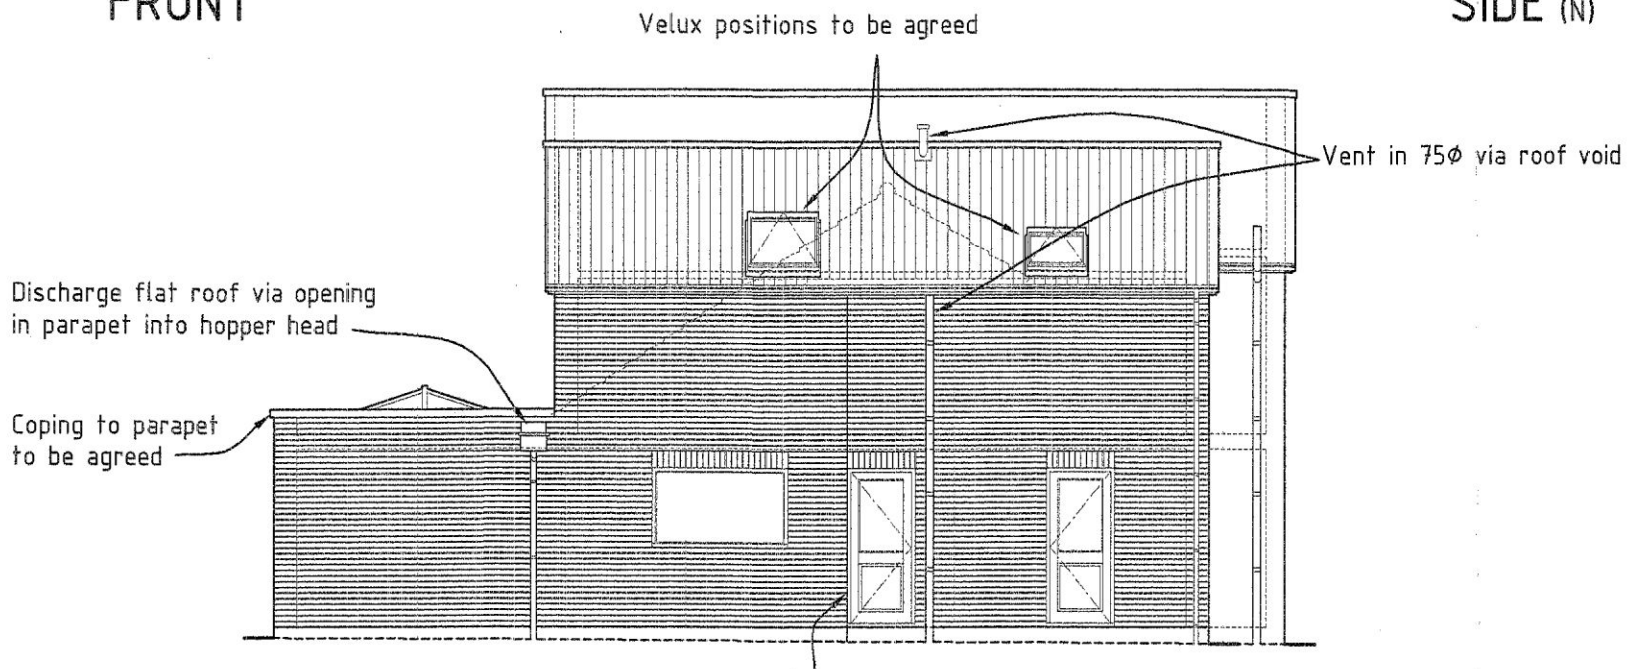 FRONT
SIDE (N)
Velux positions to be agreed
Vent in 75ø via roof void
Discharge flat roof via opening
in parapet into hopper head
Coping to parapet
to be agreed